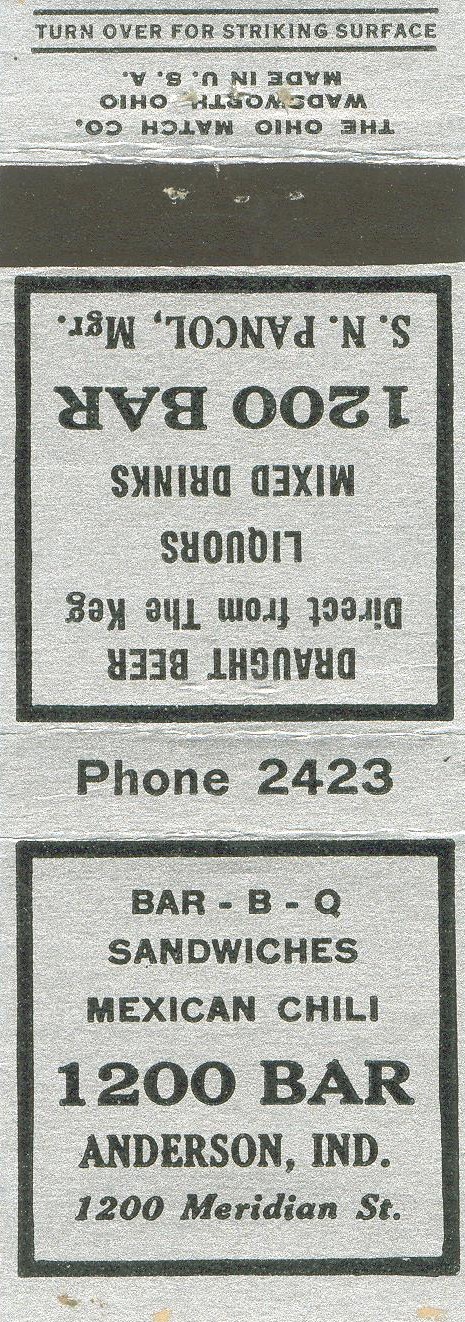 TURN OVER FOR STRIKING SURFACE
THE OHIO MATCH CO.
WADSWORTH OHIO
MADE IN U. S. A.
DRAUGHT BEER
Direct from The Keg
LIQUORS
MIXED DRINKS
1200 BAR
S. N. PANCOL, Mgr.
Phone 2423
BAR - B - Q
SANDWICHES
MEXICAN CHILI
1200 BAR
ANDERSON, IND.
1200 Meridian St.